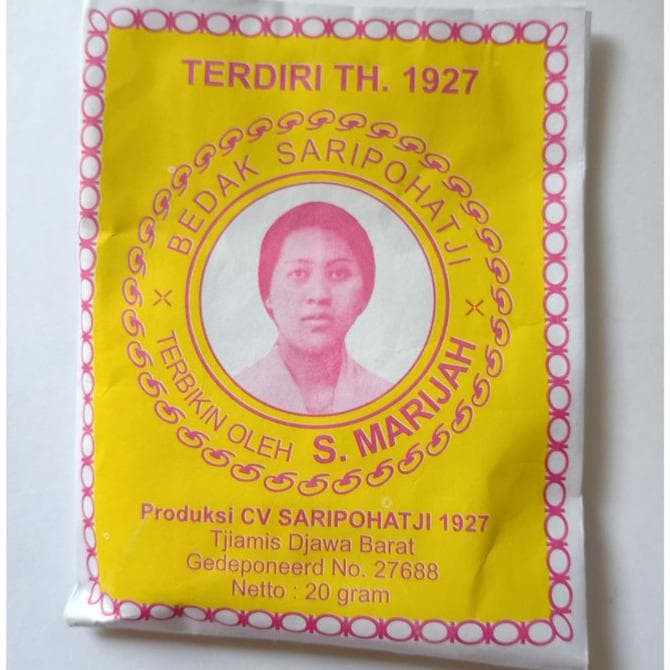 TERDIRI TH. 1927
BEDAK SARIPOHATJI
TERBIKIN OLEH S. MARIJAH
Produksi CV SARIPOHATJI 1927
Tjiamis Djawa Barat
Gedeponeerd No. 27688
Netto : 20 gram